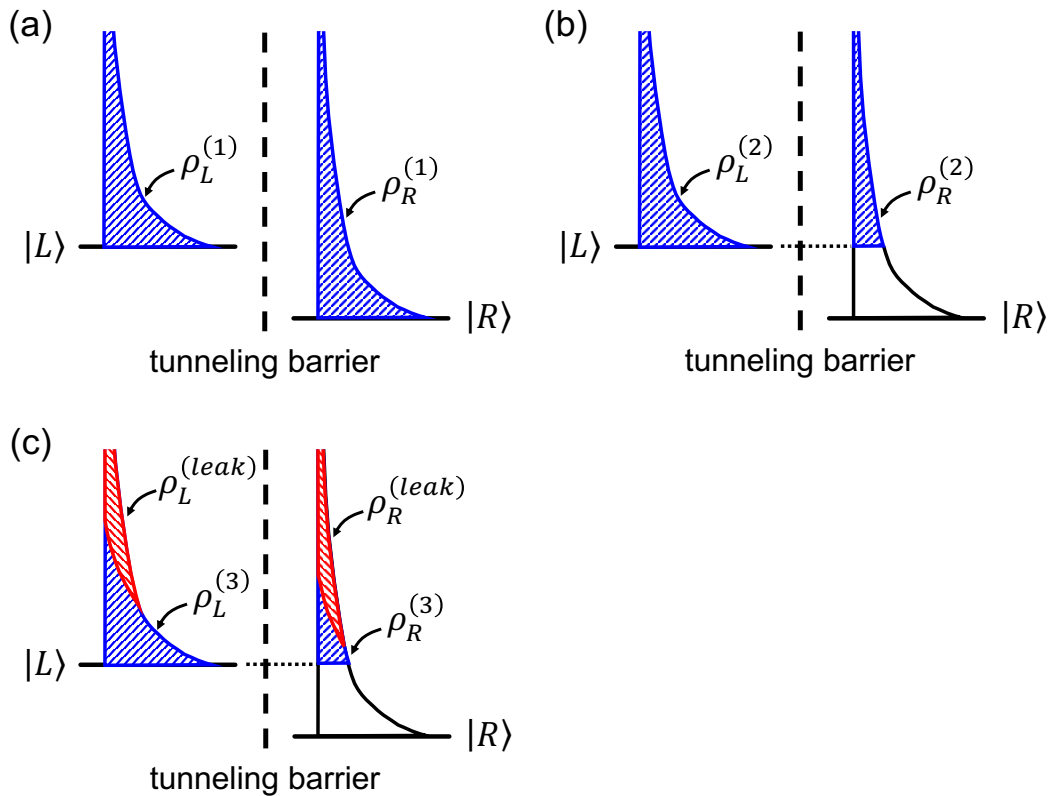 (a)
ρ_L^(1)
ρ_R^(1)
|L⟩
|R⟩
tunneling barrier
(b)
ρ_L^(2)
ρ_R^(2)
|L⟩
|R⟩
tunneling barrier
(c)
ρ_L^(leak)
ρ_R^(leak)
ρ_L^(3)
ρ_R^(3)
|L⟩
|R⟩
tunneling barrier